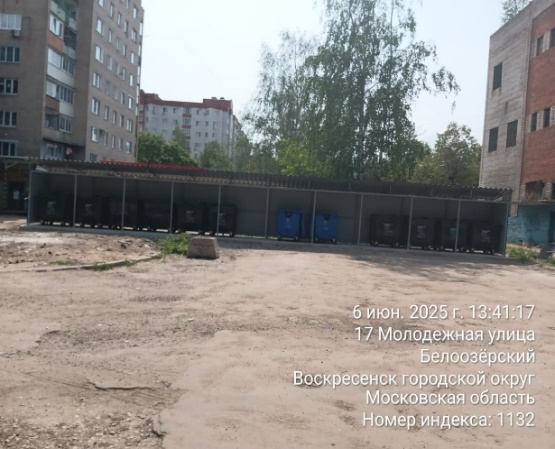 6 июн. 2025 г. 13:41:17
17 Молодежная улица
Белоозёрский
Воскресенск городской округ
Московская область
Номер индекса: 1132